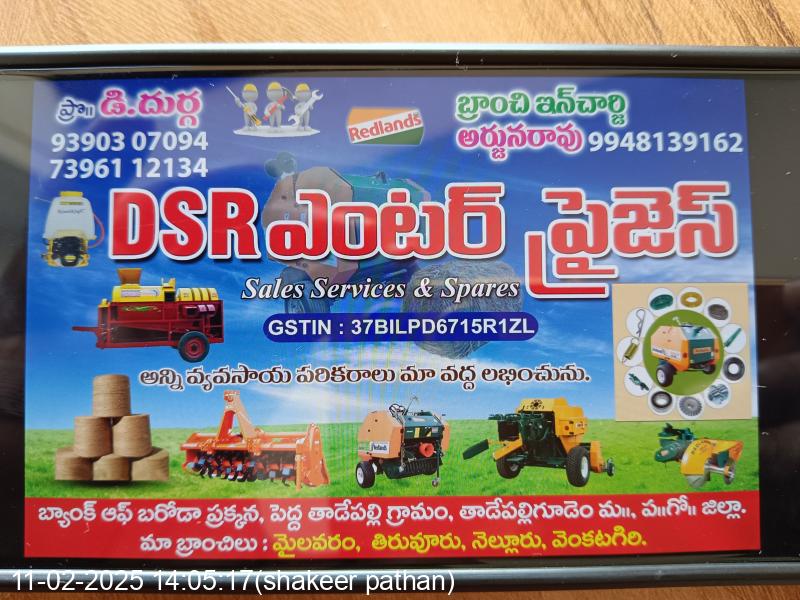 ప్రొ॥ డి.దుర్గ
93903 07094
73961 12134
Redlands
బ్రాంచి ఇన్‌చార్జి
అర్జునరావు 9948139162
DSR ఎంటర్ ప్రైజెస్
Sales Services & Spares
GSTIN : 37BILPD6715R1ZL
అన్ని వ్యవసాయ పరికరాలు మా వద్ద లభించును.
బ్యాంక్ ఆఫ్ బరోడా ప్రక్కన, పెద్ద తాడేపల్లి గ్రామం, తాడేపల్లిగూడెం మ॥, ప॥గో॥ జిల్లా.
మా బ్రాంచిలు : మైలవరం, తిరువూరు, నెల్లూరు, వెంకటగిరి.
11-02-2025 14:05:17(shakeer pathan)